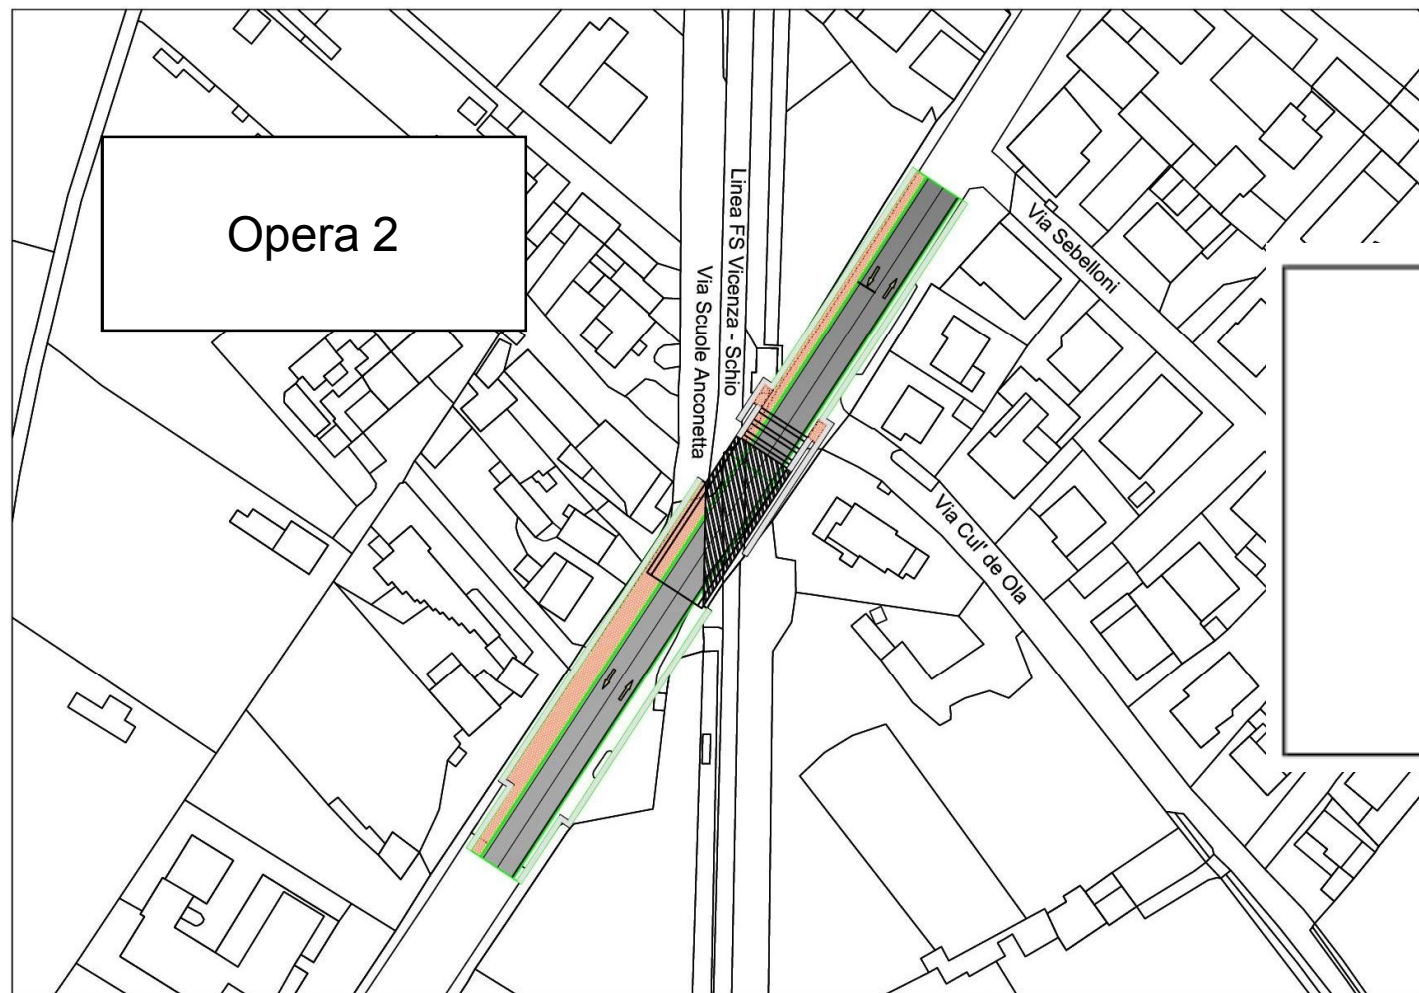 Opera 2
Linea FS Vicenza - Schio
Via Scuole Anconetta
Via Sebelloni
Via Cul' de Ola